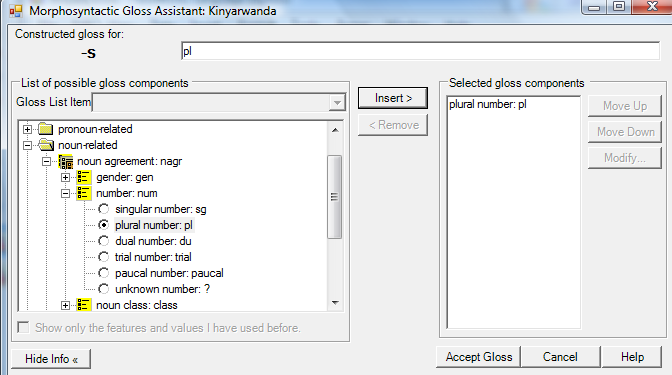 Morphosyntactic Gloss Assistant: Kinyarwanda
Constructed gloss for:
-s
pl
List of possible gloss components
Gloss List Item
pronoun-related
noun-related
noun agreement: nagr
gender: gen
number: num
singular number: sg
plural number: pl
dual number: du
trial number: trial
paucal number: paucal
unknown number: ?
noun class: class
Show only the features and values I have used before.
Insert >
< Remove
Selected gloss components
plural number: pl
Move Up
Move Down
Modify...
Hide Info «
Accept Gloss
Cancel
Help